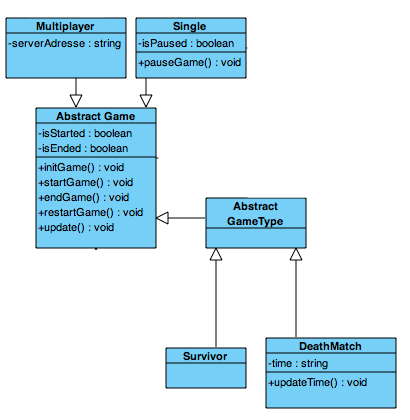 Multiplayer
-serverAdresse : string
Single
-isPaused : boolean
+pauseGame() : void
Abstract Game
-isStarted : boolean
-isEnded : boolean
+initGame() : void
+startGame() : void
+endGame() : void
+restartGame() : void
+update() : void
Abstract
GameType
Survivor
DeathMatch
-time : string
+updateTime() : void